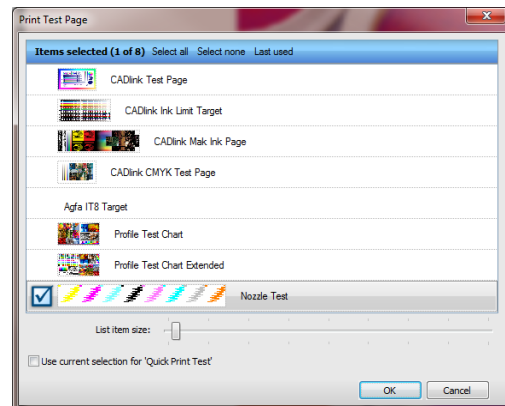 Print Test Page
Items selected (1 of 8) Select all Select none Last used
CADlink Test Page
CADlink Ink Limit Target
CADlink Mak Ink Page
CADlink CMYK Test Page
Agfa IT8 Target
Profile Test Chart
Profile Test Chart Extended
Nozzle Test
List item size:
Use current selection for 'Quick Print Test'
OK Cancel